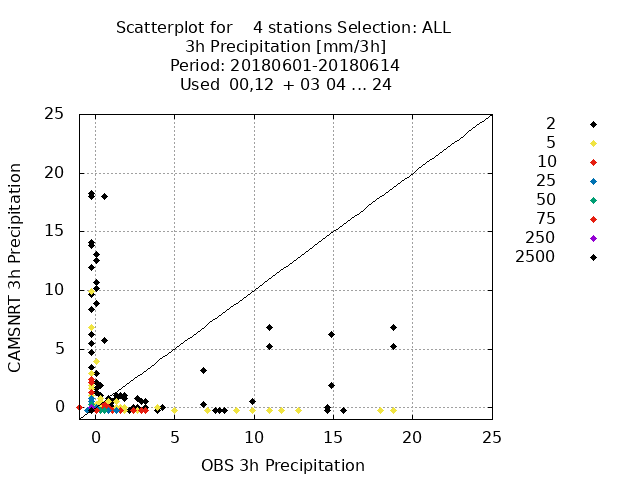 Scatterplot for 4 stations Selection: ALL
3h Precipitation [mm/3h]
Period: 20180601-20180614
Used 00,12 + 03 04 ... 24
25
20
15
10
5
0
CAMSNRT 3h Precipitation
0 5 10 15 20 25
OBS 3h Precipitation
2
5
10
25
50
75
250
2500